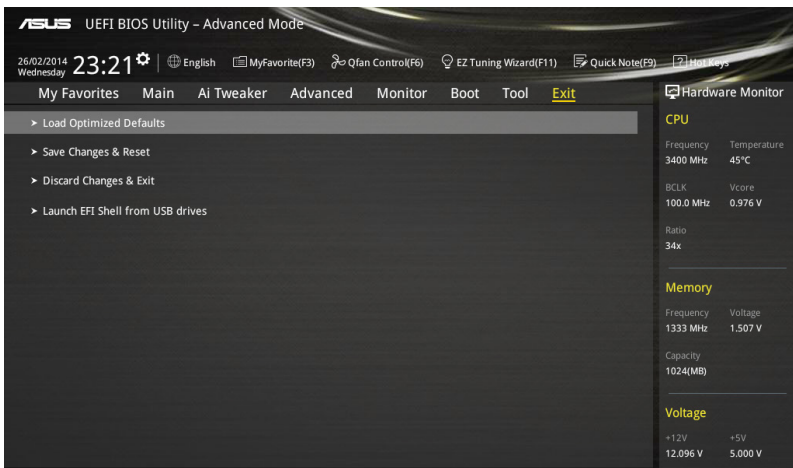 ASUS UEFI BIOS Utility – Advanced Mode
26/02/2014
Wednesday
23:21
English MyFavorite(F3) Qfan Control(F6) EZ Tuning Wizard(F11) Quick Note(F9) ? Hot Keys
My Favorites Main Ai Tweaker Advanced Monitor Boot Tool Exit
Hardware Monitor
➤ Load Optimized Defaults
➤ Save Changes & Reset
➤ Discard Changes & Exit
➤ Launch EFI Shell from USB drives
CPU
Frequency Temperature
3400 MHz 45°C
BCLK Vcore
100.0 MHz 0.976 V
Ratio
34x
Memory
Frequency Voltage
1333 MHz 1.507 V
Capacity
1024(MB)
Voltage
+12V +5V
12.096 V 5.000 V